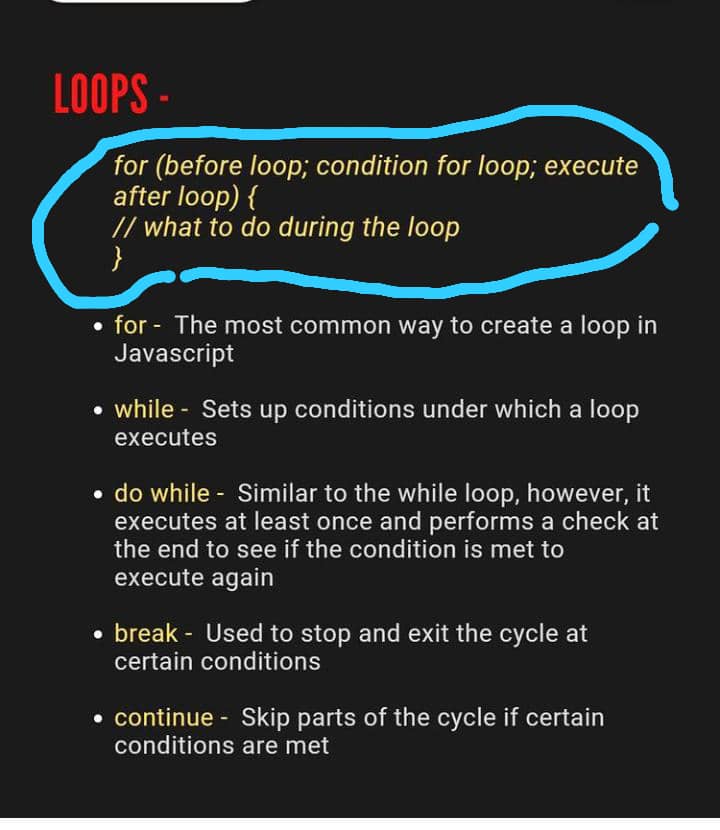 LOOPS -
for (before loop; condition for loop; execute
after loop) {
// what to do during the loop
}
• for - The most common way to create a loop in
Javascript
• while - Sets up conditions under which a loop
executes
• do while - Similar to the while loop, however, it
executes at least once and performs a check at
the end to see if the condition is met to
execute again
• break - Used to stop and exit the cycle at
certain conditions
• continue - Skip parts of the cycle if certain
conditions are met